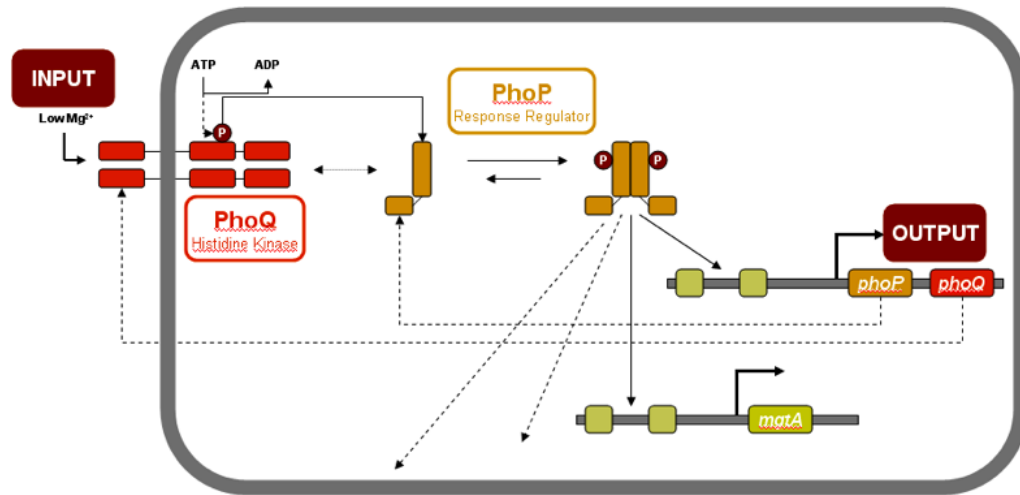 INPUT
Low Mg²⁺
ATP
ADP
P
PhoQ
Histidine Kinase
PhoP
Response Regulator
P
P
OUTPUT
phoP
phoQ
mgtA